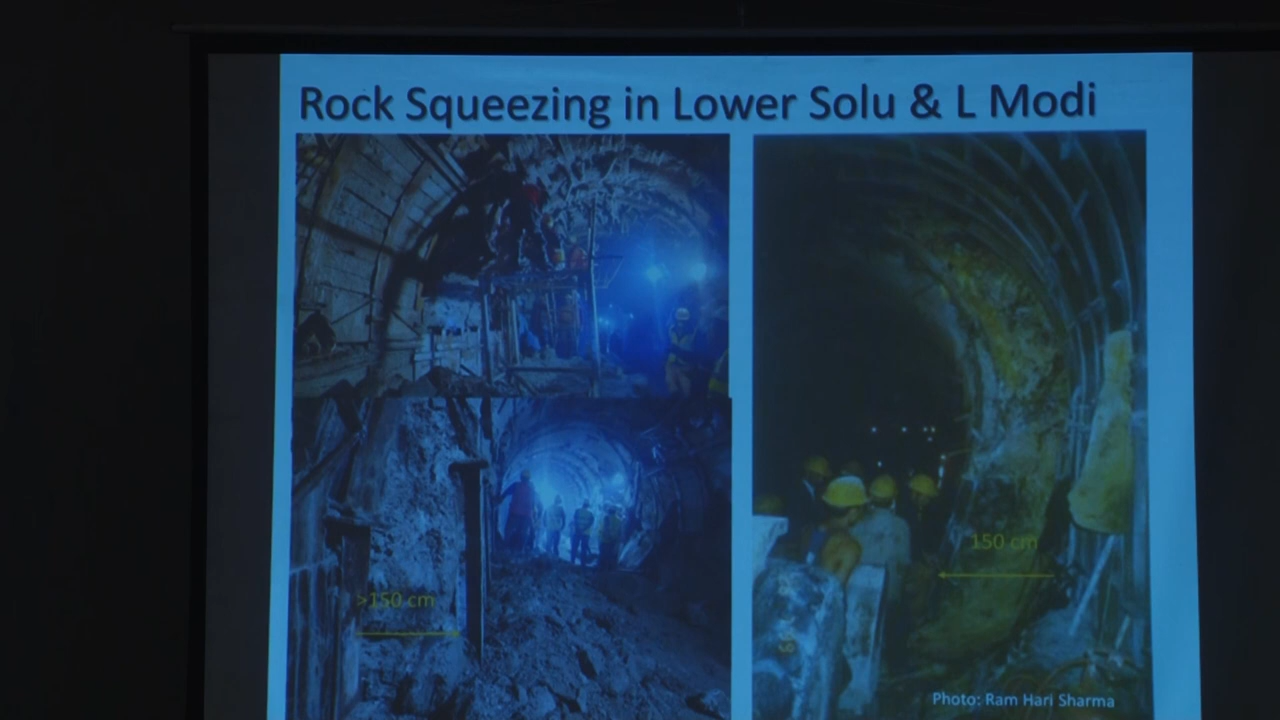 Rock Squeezing in Lower Solu & L Modi
>150 cm
150 cm
Photo: Ram Hari Sharma